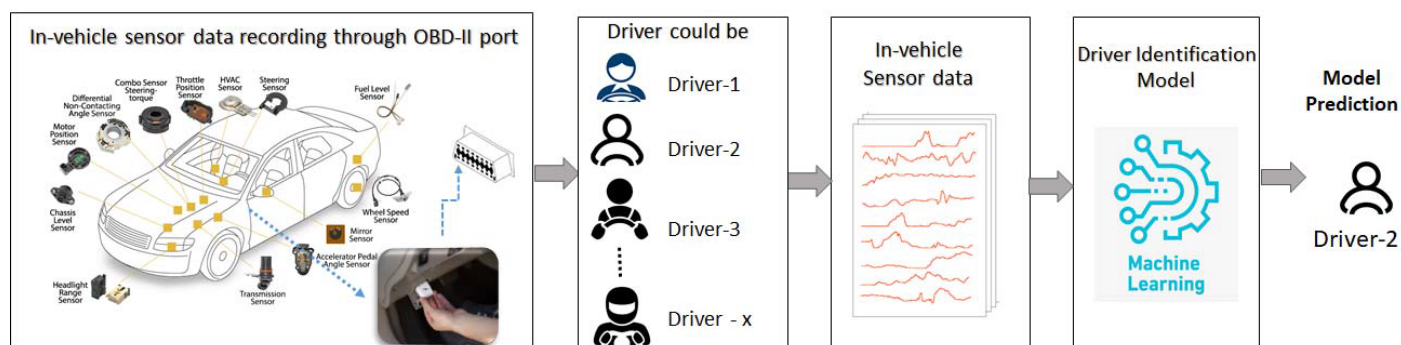 In-vehicle sensor data recording through OBD-II port
Combo Sensor
Steering-
torque
Throttle
Position
Sensor
HVAC
Sensor
Steering
Sensor
Fuel Level
Sensor
Differential
Non-Contacting
Angle Sensor
Motor
Position
Sensor
Chassis
Level
Sensor
Wheel Speed
Sensor
Mirror
Sensor
Accelerator Pedal
Angle Sensor
Transmission
Sensor
Headlight
Range
Sensor
Driver could be
Driver-1
Driver-2
Driver-3
Driver - x
In-vehicle
Sensor data
Driver Identification
Model
Machine
Learning
Model
Prediction
Driver-2